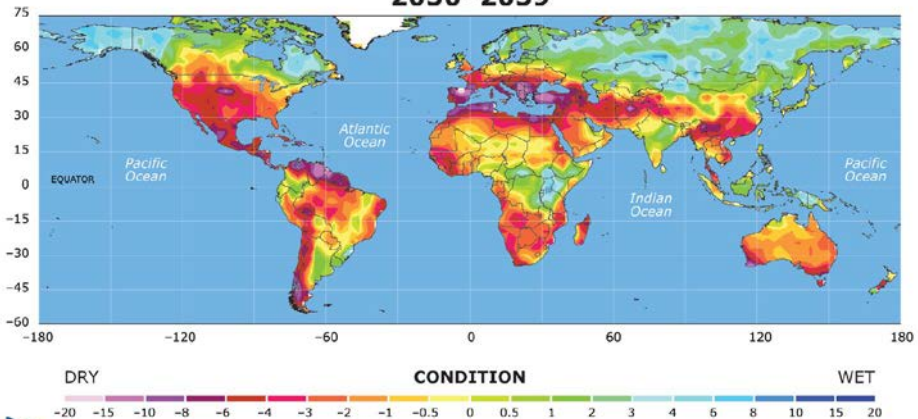 2030–2039
75
60
45
30
15
0
−15
−30
−45
−60
Atlantic
Ocean
Pacific
Ocean
EQUATOR
Indian
Ocean
Pacific
Ocean
−180 −120 −60 0 60 120 180
DRY CONDITION WET
−20 −15 −10 −8 −6 −4 −3 −2 −1 −0.5 0 0.5 1 2 3 4 6 8 10 15 20